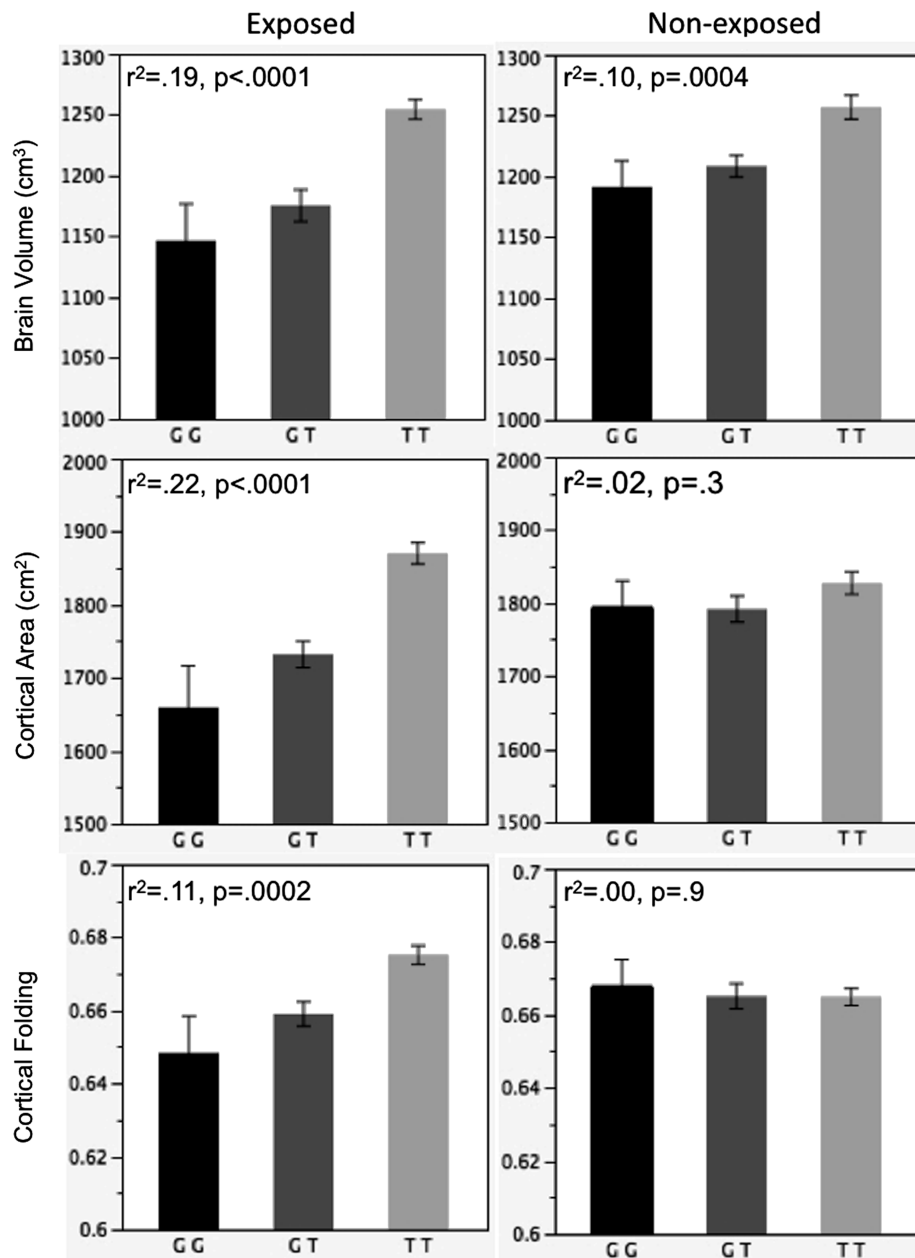 Exposed
Non-exposed
Brain Volume (cm³)
1300
1250
1200
1150
1100
1050
1000
r²=.19, p<.0001
GG GT TT
1300
1250
1200
1150
1100
1050
1000
r²=.10, p=.0004
GG GT TT
Cortical Area (cm²)
2000
1900
1800
1700
1600
1500
r²=.22, p<.0001
GG GT TT
2000
1900
1800
1700
1600
1500
r²=.02, p=.3
GG GT TT
Cortical Folding
0.7
0.68
0.66
0.64
0.62
0.6
r²=.11, p=.0002
GG GT TT
0.7
0.68
0.66
0.64
0.62
0.6
r²=.00, p=.9
GG GT TT